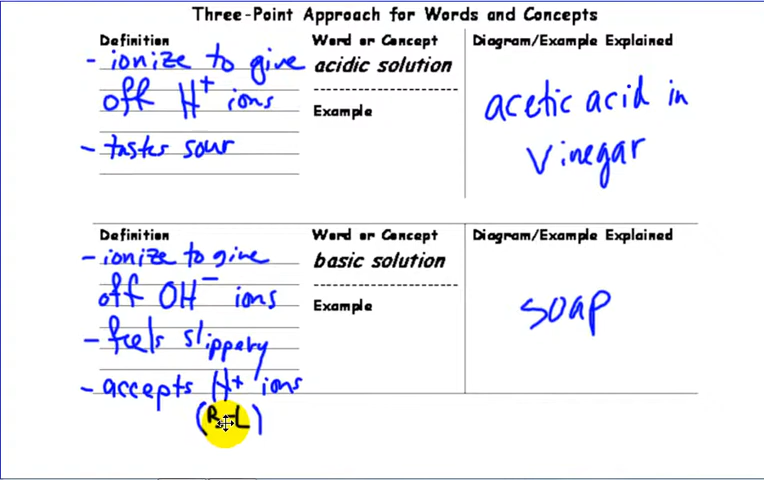 Three-Point Approach for Words and Concepts
Definition
- ionize to give
off H+ ions
- tastes sour
Word or Concept
acidic solution
Example
Diagram/Example Explained
acetic acid in
vinegar
Definition
- ionize to give
off OH⁻ ions
- feels slippery
- accepts H+ ions
(B-L)
Word or Concept
basic solution
Example
Diagram/Example Explained
soap